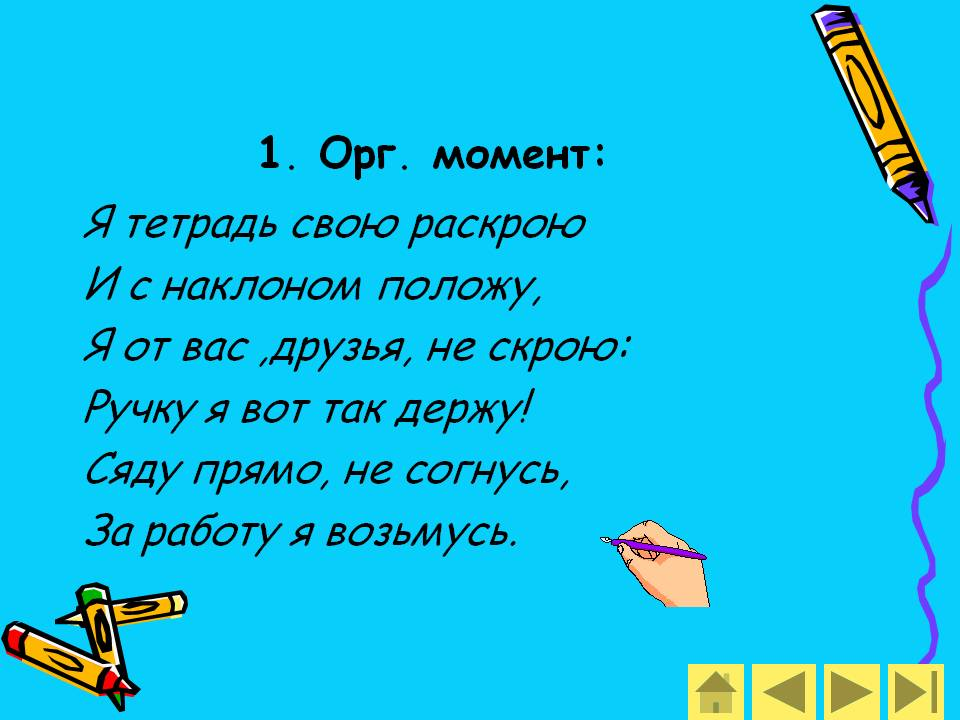 1. Орг. момент:
Я тетрадь свою раскрою
И с наклоном положу,
Я от вас ,друзья, не скрою:
Ручку я вот так держу!
Сяду прямо, не согнусь,
За работу я возьмусь.